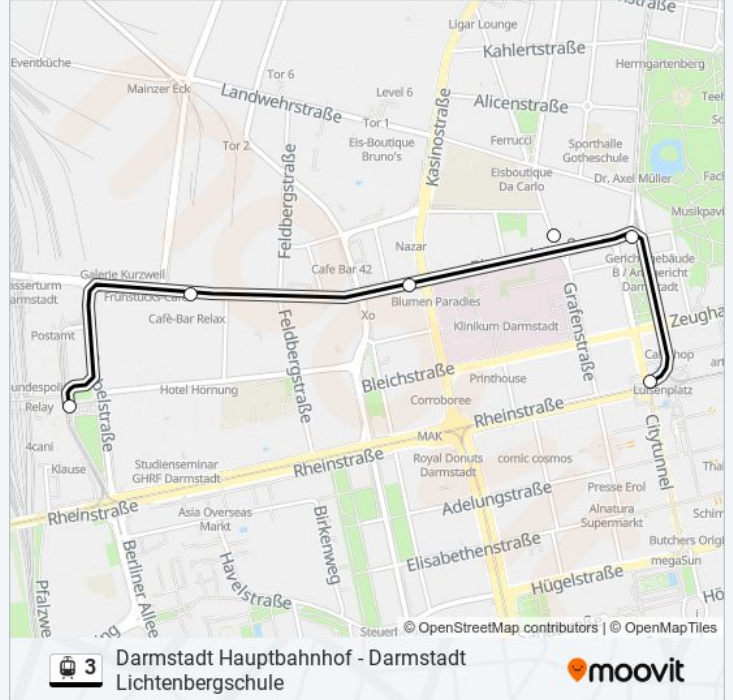 Ligar Lounge
Kahlertstraße
Herrngartenberg
Eventküche
Tor 6
Mainzer Eck
Level 6
Landwehrstraße
Alicenstraße
Tor 1
Kasinostraße
Eis-Boutique
Bruno's
Tor 2
Ferrucci
Sporthalle
Gotheschule
Eisboutique
Da Carlo
Dr. Axel Müller
Feldbergstraße
Musikpavi
Nazar
Galerie Kurzweil
Cafe Bar 42
Blumen Paradies
Café-Bar Relax
Xo
Klinikum Darmstadt
Grafenstraße
Zeugha
Postamt
Feldbergstraße
Hotel Hornung
Bleichstraße
Printhouse
Luisenplatz
Relay
Corroboree
Rheinstraße
4cani
MAK
Citytunnel
Klause
Studienseminar
GHRF Darmstadt
Rheinstraße
Royal Donuts
Darmstadt
comic cosmos
Presse Erol
Adelungstraße
Alnatura
Supermarkt
Rheinstraße
Asia Overseas
Markt
Birkenweg
Butchers Origi
megaSun
Berliner Allee
Havelstraße
Elisabethenstraße
Hügelstraße
Pfalzwe
Steuerl
© OpenStreetMap contributors | © OpenMapTiles
3 Darmstadt Hauptbahnhof - Darmstadt
Lichtenbergschule
moovit